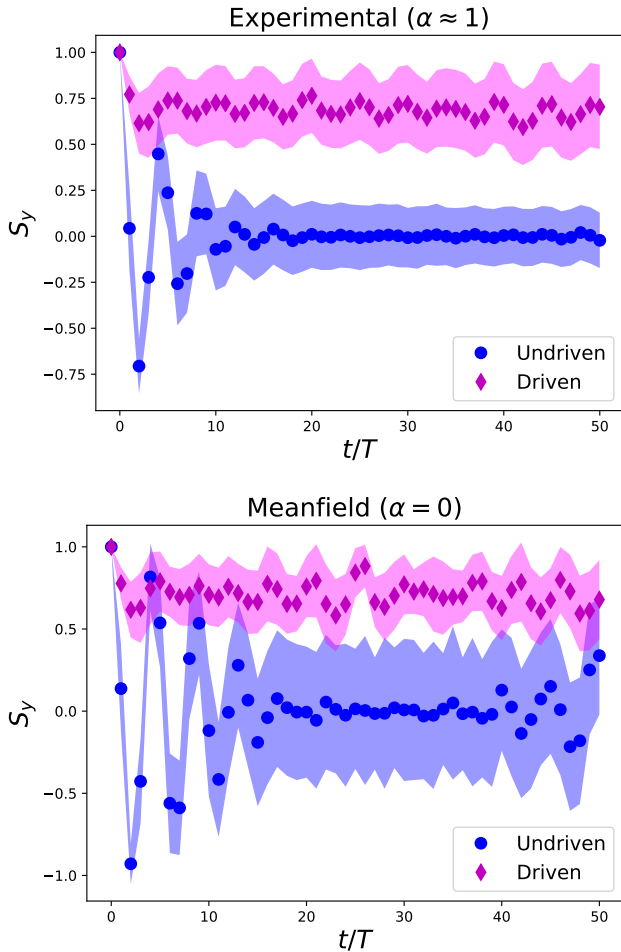 Experimental (α ≈ 1)
1.00
0.75
0.50
0.25
0.00
−0.25
−0.50
−0.75
S_y
0 10 20 30 40 50
t/T
Undriven
Driven
Meanfield (α = 0)
1.0
0.5
0.0
−0.5
−1.0
S_y
0 10 20 30 40 50
t/T
Undriven
Driven